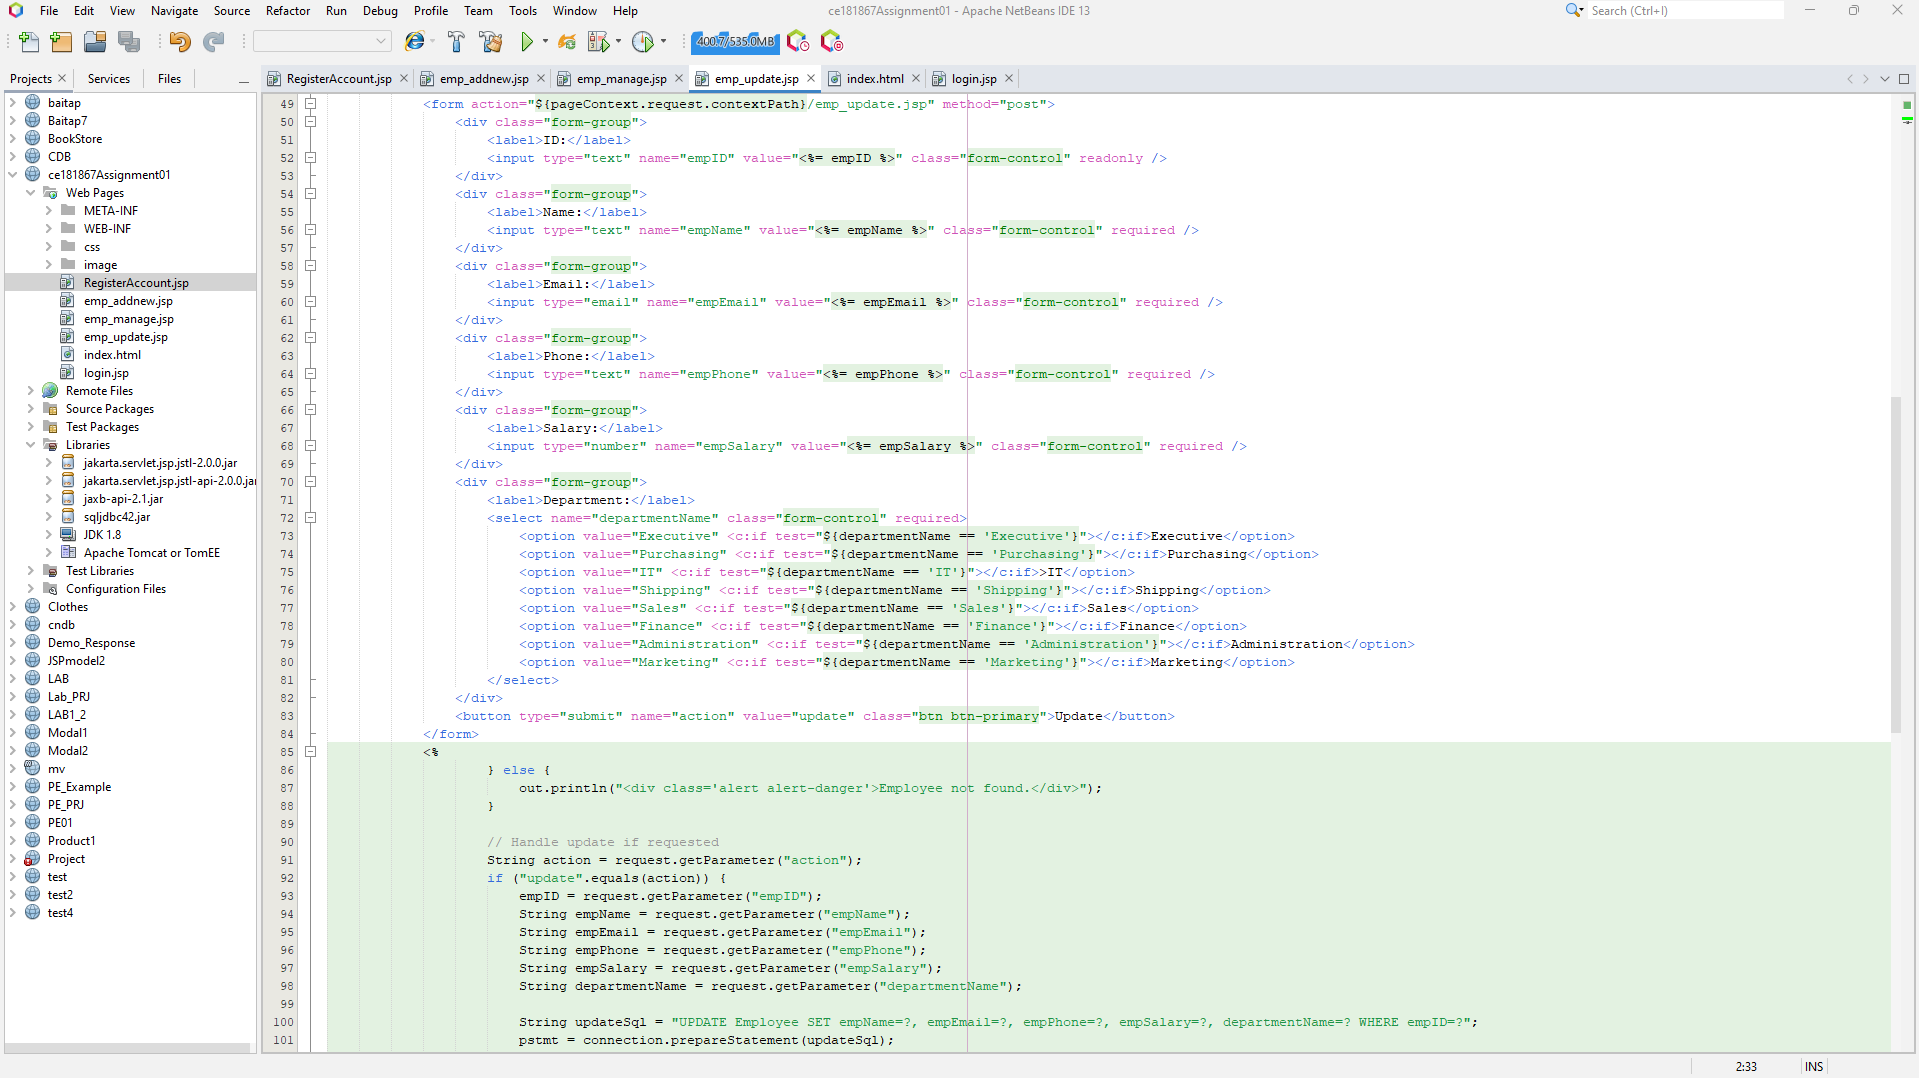 File Edit View Navigate Source Refactor Run Debug Profile Team Tools Window Help
ce181867Assignment01 - Apache NetBeans IDE 13
Search (Ctrl+I)
400.7/535.0MB
Projects Services Files
RegisterAccount.jsp emp_addnew.jsp emp_manage.jsp emp_update.jsp index.html login.jsp
baitap
Baitap7
BookStore
CDB
ce181867Assignment01
Web Pages
META-INF
WEB-INF
css
image
RegisterAccount.jsp
emp_addnew.jsp
emp_manage.jsp
emp_update.jsp
index.html
login.jsp
Remote Files
Source Packages
Test Packages
Libraries
jakarta.servlet.jsp.jstl-2.0.0.jar
jakarta.servlet.jsp.jstl-api-2.0.0.jar
jaxb-api-2.1.jar
sqljdbc42.jar
JDK 1.8
Apache Tomcat or TomEE
Test Libraries
Configuration Files
Clothes
cndb
Demo_Response
JSPmodel2
LAB
Lab_PRJ
LAB1_2
Modal1
Modal2
mv
PE_Example
PE_PRJ
PE01
Product1
Project
test
test2
test4
49 <form action="${pageContext.request.contextPath}/emp_update.jsp" method="post">
50 <div class="form-group">
51 <label>ID:</label>
52 <input type="text" name="empID" value="<%= empID %>" class="form-control" readonly />
53 </div>
54 <div class="form-group">
55 <label>Name:</label>
56 <input type="text" name="empName" value="<%= empName %>" class="form-control" required />
57 </div>
58 <div class="form-group">
59 <label>Email:</label>
60 <input type="email" name="empEmail" value="<%= empEmail %>" class="form-control" required />
61 </div>
62 <div class="form-group">
63 <label>Phone:</label>
64 <input type="text" name="empPhone" value="<%= empPhone %>" class="form-control" required />
65 </div>
66 <div class="form-group">
67 <label>Salary:</label>
68 <input type="number" name="empSalary" value="<%= empSalary %>" class="form-control" required />
69 </div>
70 <div class="form-group">
71 <label>Department:</label>
72 <select name="departmentName" class="form-control" required>
73 <option value="Executive" <c:if test="${departmentName == 'Executive'}"></c:if>Executive</option>
74 <option value="Purchasing" <c:if test="${departmentName == 'Purchasing'}"></c:if>Purchasing</option>
75 <option value="IT" <c:if test="${departmentName == 'IT'}"></c:if>>IT</option>
76 <option value="Shipping" <c:if test="${departmentName == 'Shipping'}"></c:if>Shipping</option>
77 <option value="Sales" <c:if test="${departmentName == 'Sales'}"></c:if>Sales</option>
78 <option value="Finance" <c:if test="${departmentName == 'Finance'}"></c:if>Finance</option>
79 <option value="Administration" <c:if test="${departmentName == 'Administration'}"></c:if>Administration</option>
80 <option value="Marketing" <c:if test="${departmentName == 'Marketing'}"></c:if>Marketing</option>
81 </select>
82 </div>
83 <button type="submit" name="action" value="update" class="btn btn-primary">Update</button>
84 </form>
85 <%
86 } else {
87 out.println("<div class='alert alert-danger'>Employee not found.</div>");
88 }
89
90 // Handle update if requested
91 String action = request.getParameter("action");
92 if ("update".equals(action)) {
93 empID = request.getParameter("empID");
94 String empName = request.getParameter("empName");
95 String empEmail = request.getParameter("empEmail");
96 String empPhone = request.getParameter("empPhone");
97 String empSalary = request.getParameter("empSalary");
98 String departmentName = request.getParameter("departmentName");
99
100 String updateSql = "UPDATE Employee SET empName=?, empEmail=?, empPhone=?, empSalary=?, departmentName=? WHERE empID=?";
101 pstmt = connection.prepareStatement(updateSql);
2:33 INS